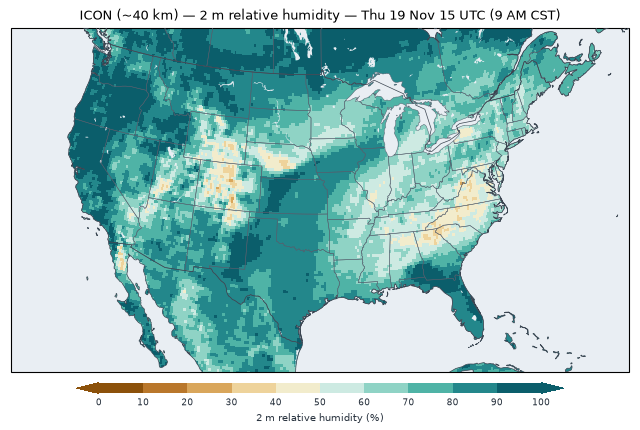 ICON (~40 km) — 2 m relative humidity — Thu 19 Nov 15 UTC (9 AM CST)
0 10 20 30 40 50 60 70 80 90 100
2 m relative humidity (%)